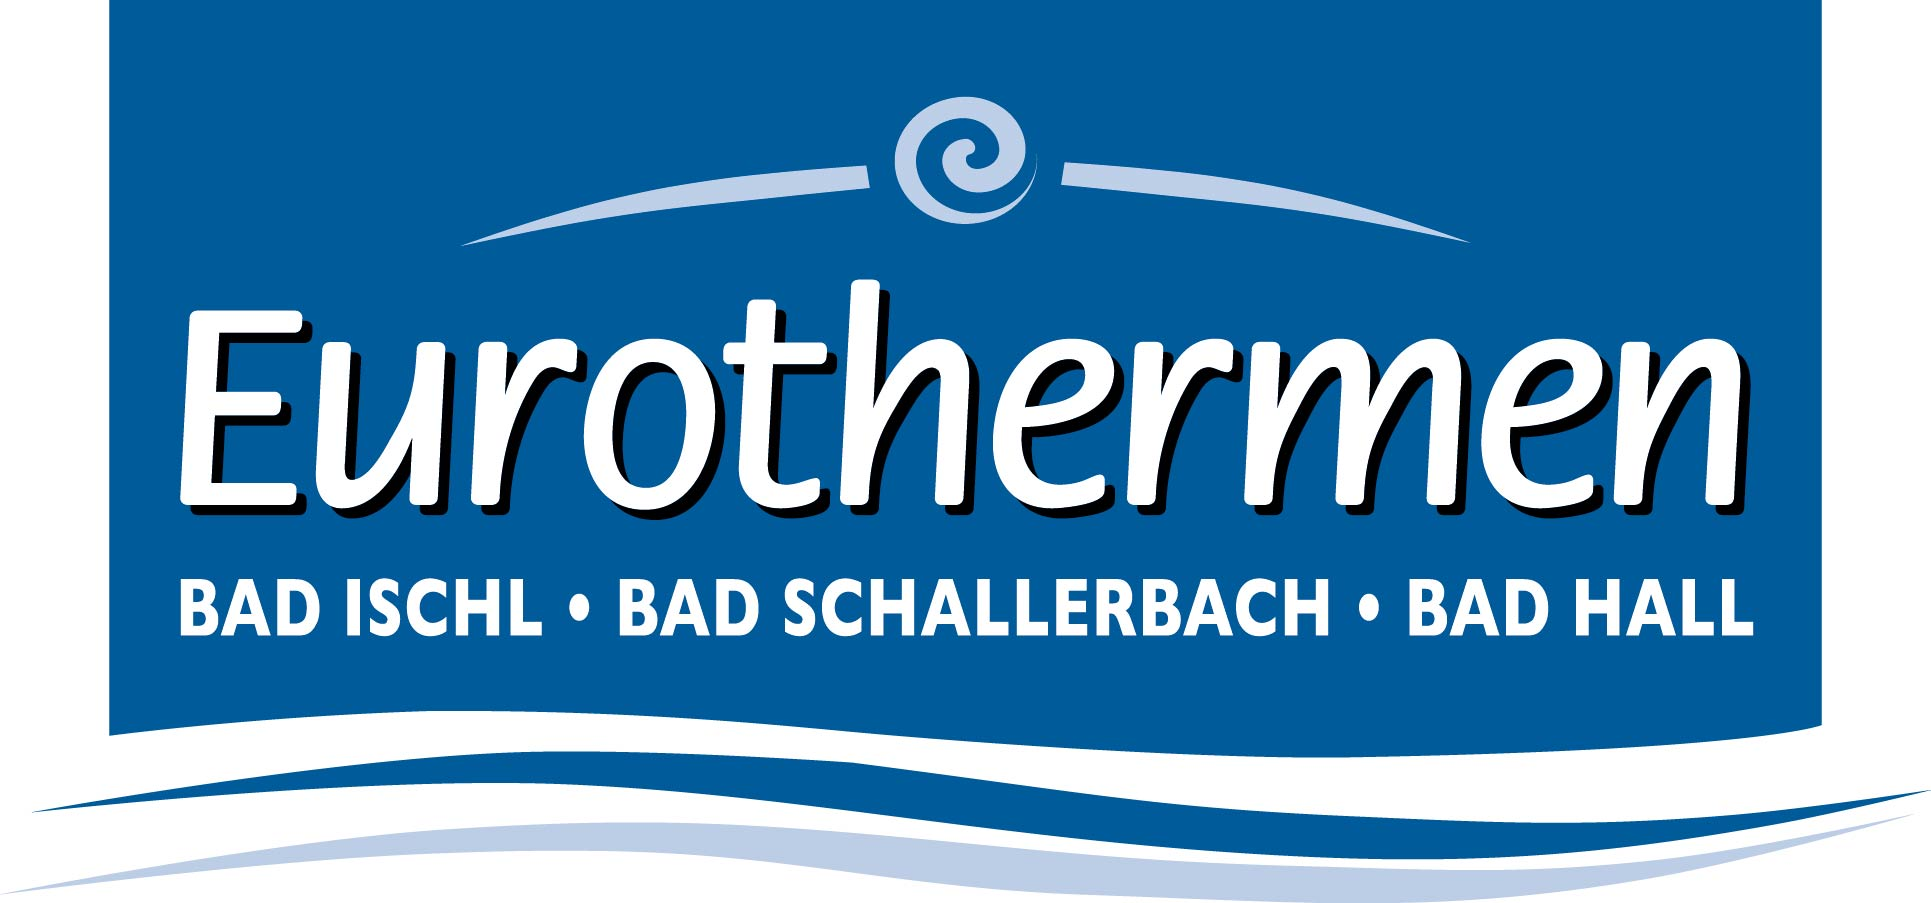 Eurothermen
BAD ISCHL • BAD SCHALLERBACH • BAD HALL